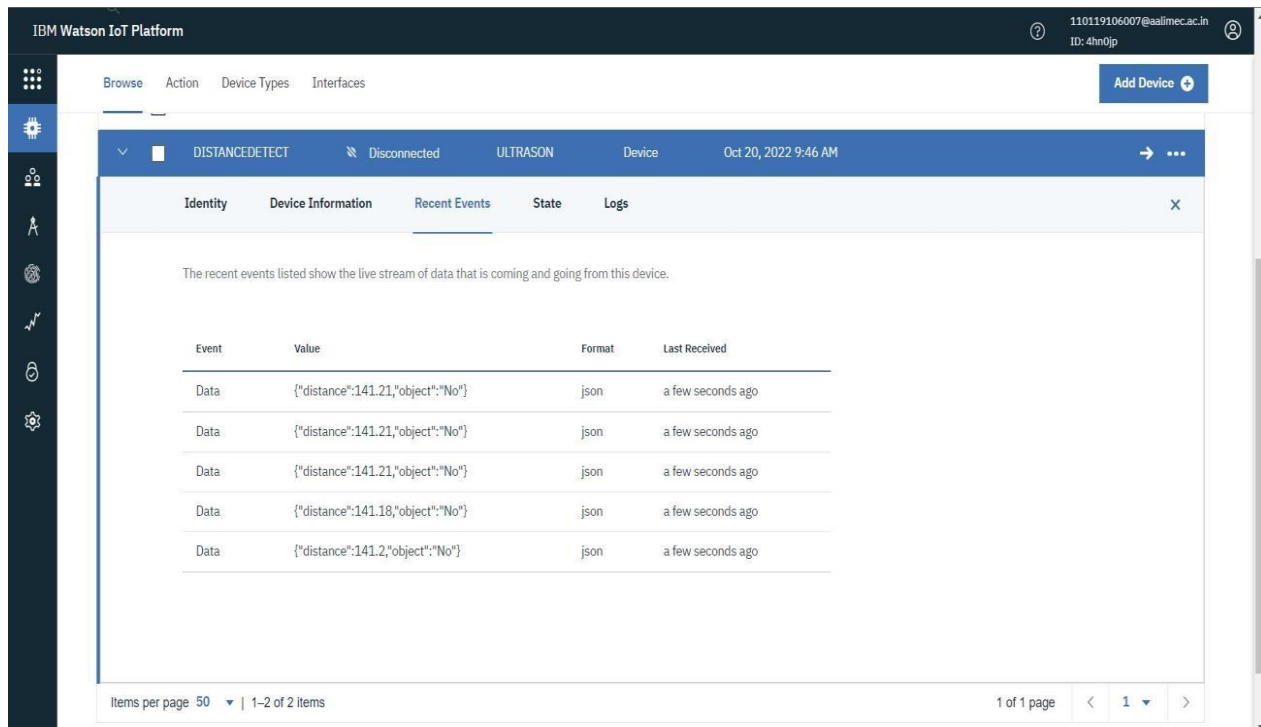 IBM Watson IoT Platform
110119106007@aalimec.ac.in
ID: 4hn0jp
Browse Action Device Types Interfaces
Add Device
DISTANCEDETECT Disconnected ULTRASON Device Oct 20, 2022 9:46 AM
Identity Device Information Recent Events State Logs
The recent events listed show the live stream of data that is coming and going from this device.
Event Value Format Last Received
Data {"distance":141.21,"object":"No"} json a few seconds ago
Data {"distance":141.21,"object":"No"} json a few seconds ago
Data {"distance":141.21,"object":"No"} json a few seconds ago
Data {"distance":141.18,"object":"No"} json a few seconds ago
Data {"distance":141.2,"object":"No"} json a few seconds ago
Items per page 50 | 1–2 of 2 items 1 of 1 page < 1 >